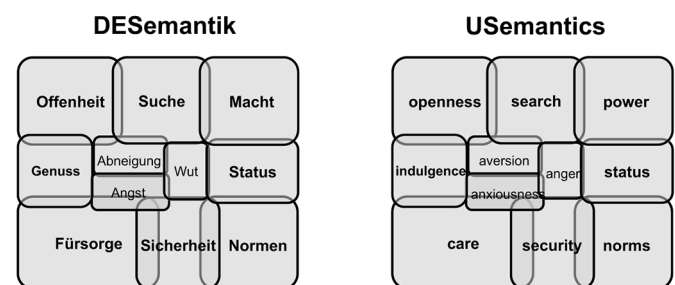 DESemantik
Offenheit Suche Macht
Genuss Abneigung Wut Status
Angst
Fürsorge Sicherheit Normen
USemantics
openness search power
indulgence aversion anger status
anxiousness
care security norms